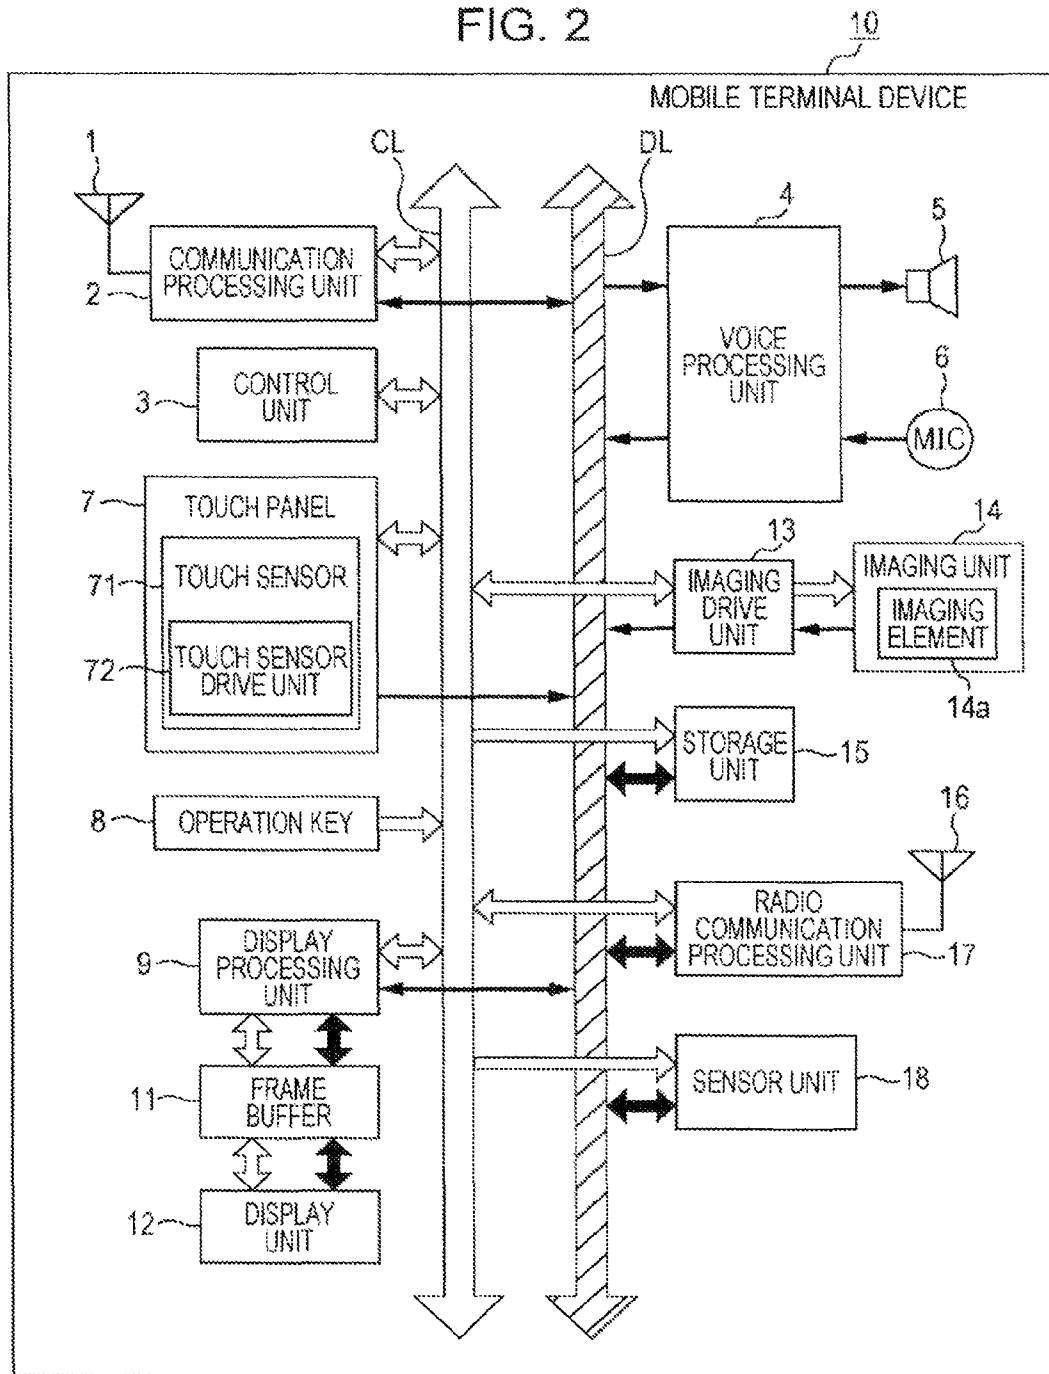 FIG. 2
10
MOBILE TERMINAL DEVICE
1
CL
DL
COMMUNICATION
PROCESSING UNIT
2
4
5
VOICE
PROCESSING
UNIT
CONTROL
UNIT
3
6
MIC
7
TOUCH PANEL
71
TOUCH SENSOR
72
TOUCH SENSOR
DRIVE UNIT
13
IMAGING
DRIVE
UNIT
14
IMAGING UNIT
IMAGING
ELEMENT
14a
STORAGE
UNIT
15
8
OPERATION KEY
16
RADIO
COMMUNICATION
PROCESSING UNIT
17
9
DISPLAY
PROCESSING
UNIT
SENSOR UNIT
18
11
FRAME
BUFFER
12
DISPLAY
UNIT